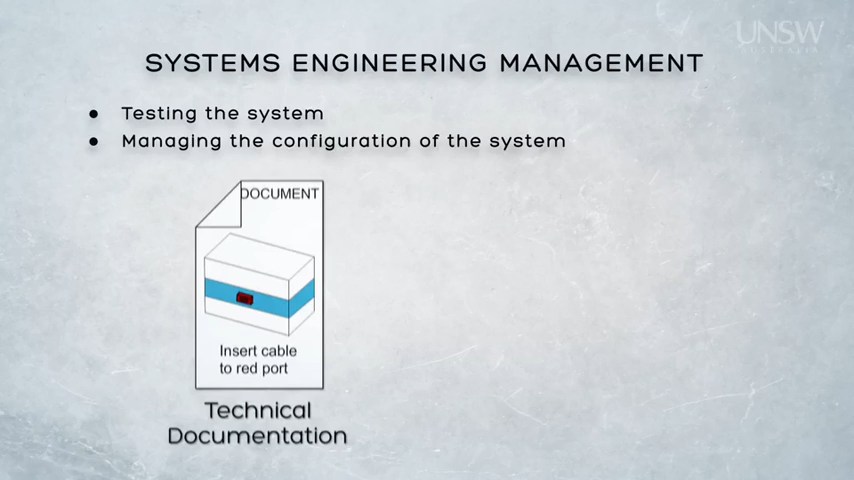 UNSW
AUSTRALIA
SYSTEMS ENGINEERING MANAGEMENT
● Testing the system
● Managing the configuration of the system
DOCUMENT
Insert cable
to red port
Technical
Documentation